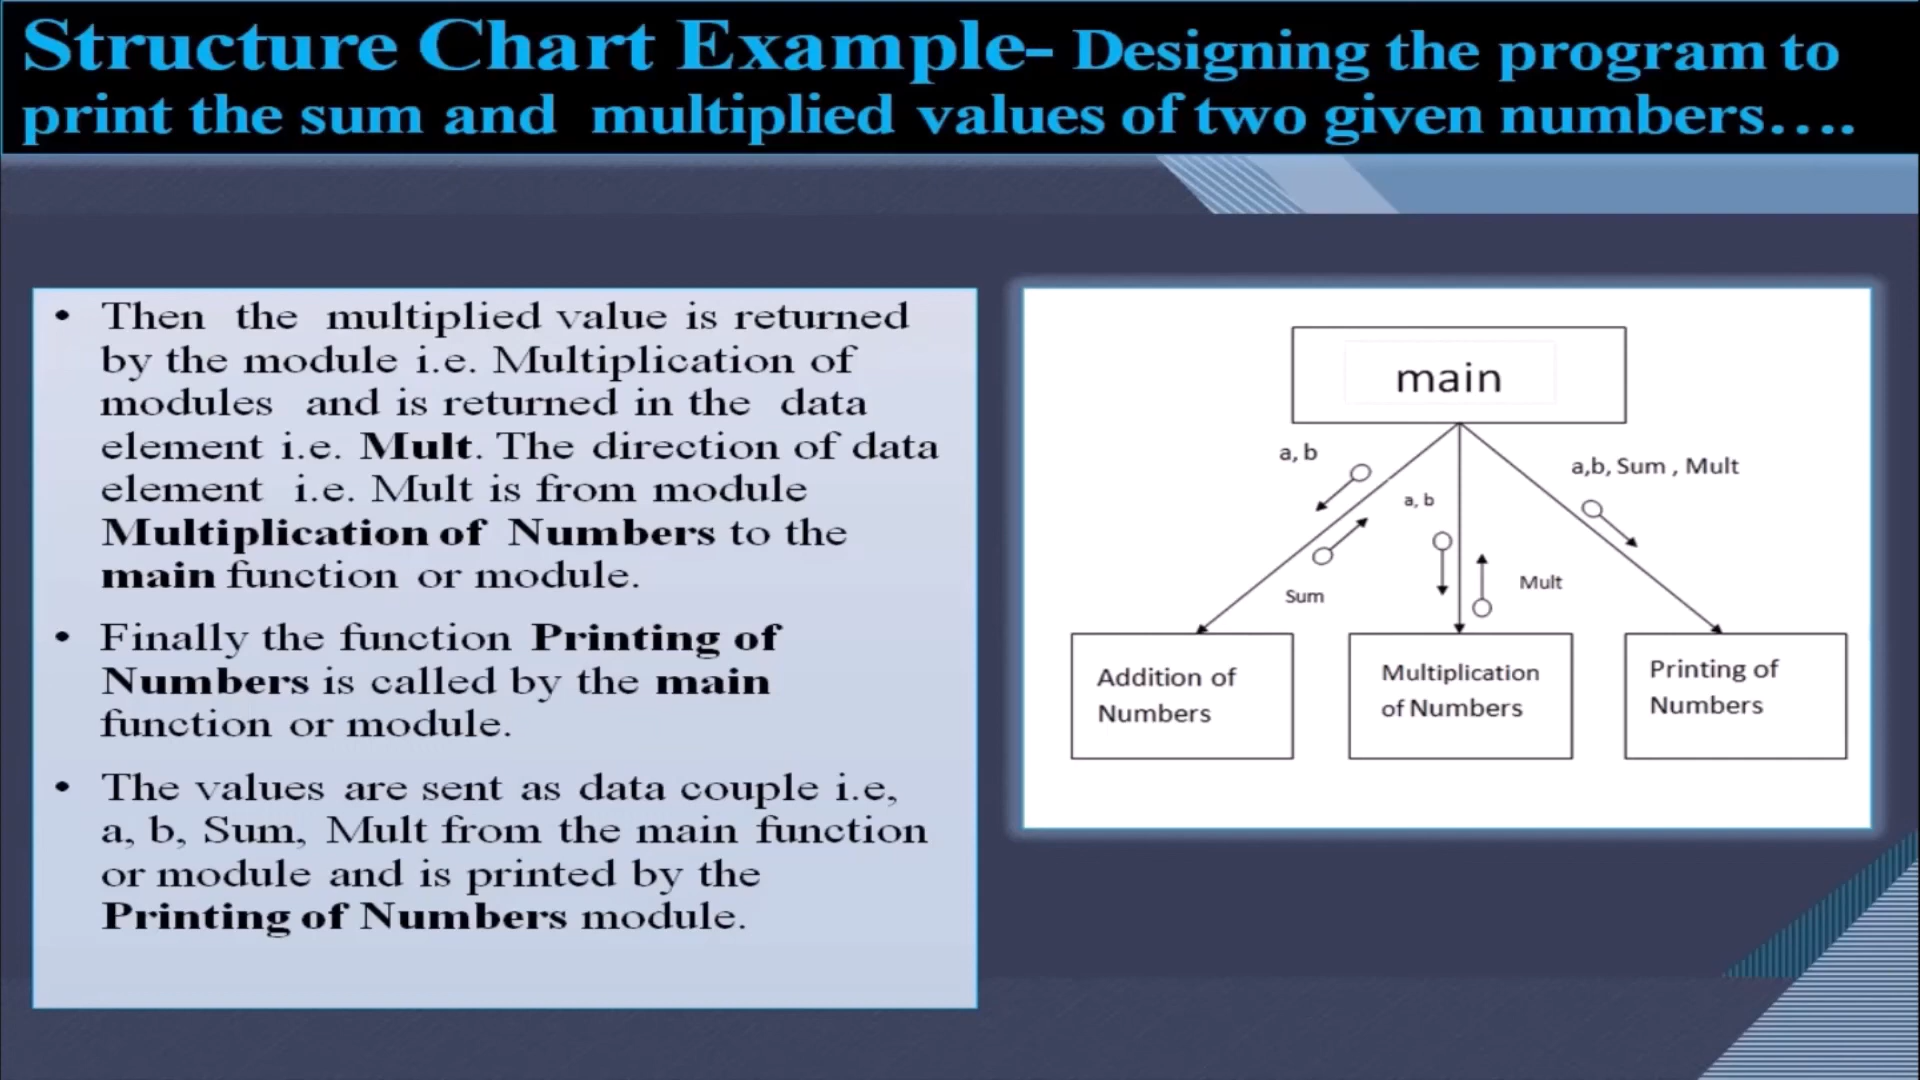 Structure Chart Example- Designing the program to
print the sum and multiplied values of two given numbers....
• Then the multiplied value is returned
by the module i.e. Multiplication of
modules and is returned in the data
element i.e. Mult. The direction of data
element i.e. Mult is from module
Multiplication of Numbers to the
main function or module.
• Finally the function Printing of
Numbers is called by the main
function or module.
• The values are sent as data couple i.e,
a, b, Sum, Mult from the main function
or module and is printed by the
Printing of Numbers module.
main
a, b
a,b, Sum , Mult
a, b
Sum
Mult
Addition of
Numbers
Multiplication
of Numbers
Printing of
Numbers